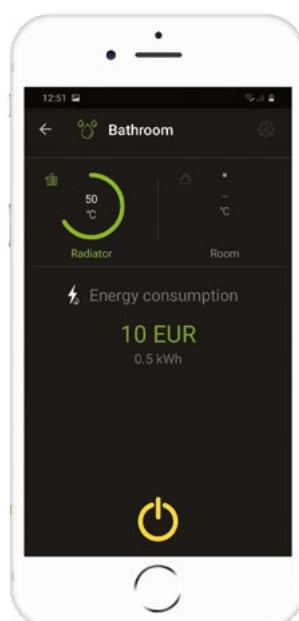 12:51
Bathroom
50
°C
Radiator
--
°C
Room
Energy consumption
10 EUR
0.5 kWh